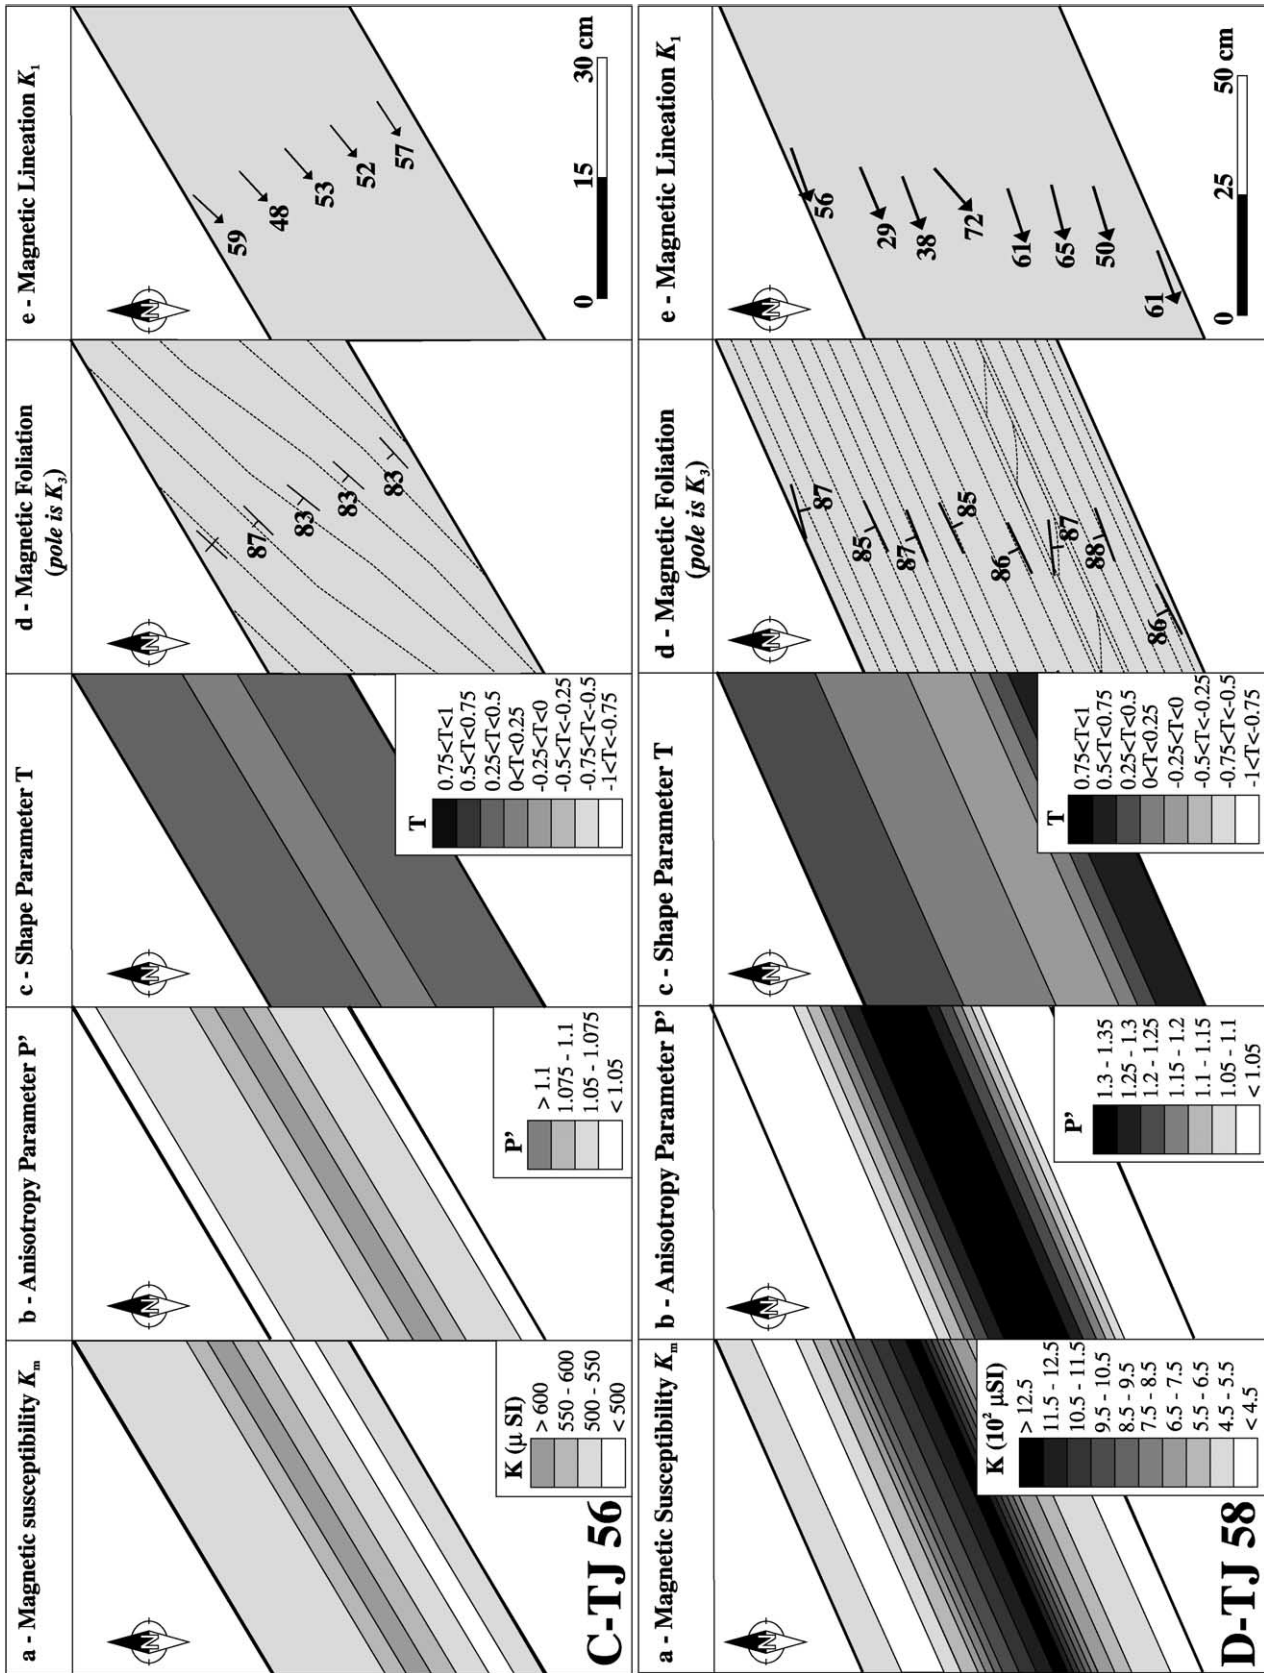 a - Magnetic susceptibility Km
N
K (μ SI)
> 600
550 - 600
500 - 550
< 500
C-TJ 56
b - Anisotropy Parameter P'
N
P'
> 1.1
1.075 - 1.1
1.05 - 1.075
< 1.05
c - Shape Parameter T
N
T
0.75<T<1
0.5<T<0.75
0.25<T<0.5
0<T<0.25
-0.25<T<0
-0.5<T<-0.25
-0.75<T<-0.5
-1<T<-0.75
d - Magnetic Foliation
(pole is K3)
N
87
83
83
83
e - Magnetic Lineation K1
N
59
48
53
52
57
0 15 30 cm
a - Magnetic Susceptibility Km
N
K (10² μSI)
> 12.5
11.5 - 12.5
10.5 - 11.5
9.5 - 10.5
8.5 - 9.5
7.5 - 8.5
6.5 - 7.5
5.5 - 6.5
4.5 - 5.5
< 4.5
D-TJ 58
b - Anisotropy Parameter P'
N
P'
1.3 - 1.35
1.25 - 1.3
1.2 - 1.25
1.15 - 1.2
1.1 - 1.15
1.05 - 1.1
< 1.05
c - Shape Parameter T
N
T
0.75<T<1
0.5<T<0.75
0.25<T<0.5
0<T<0.25
-0.25<T<0
-0.5<T<-0.25
-0.75<T<-0.5
-1<T<-0.75
d - Magnetic Foliation
(pole is K3)
N
87
85
87
85
86
87
88
86
e - Magnetic Lineation K1
N
56
29
38
72
61
65
50
61
0 25 50 cm